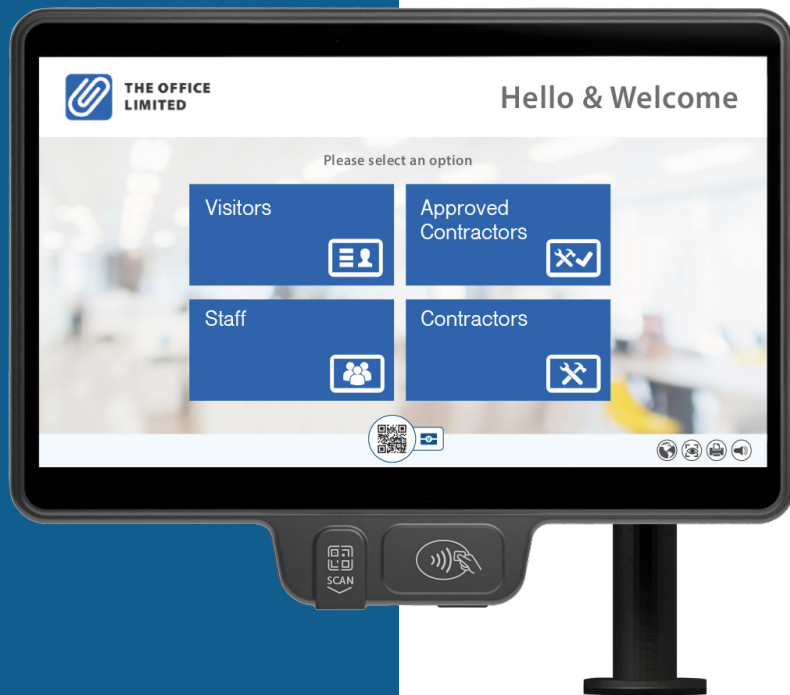 THE OFFICE
LIMITED
Hello & Welcome
Please select an option
Visitors
Approved
Contractors
Staff
Contractors
SCAN